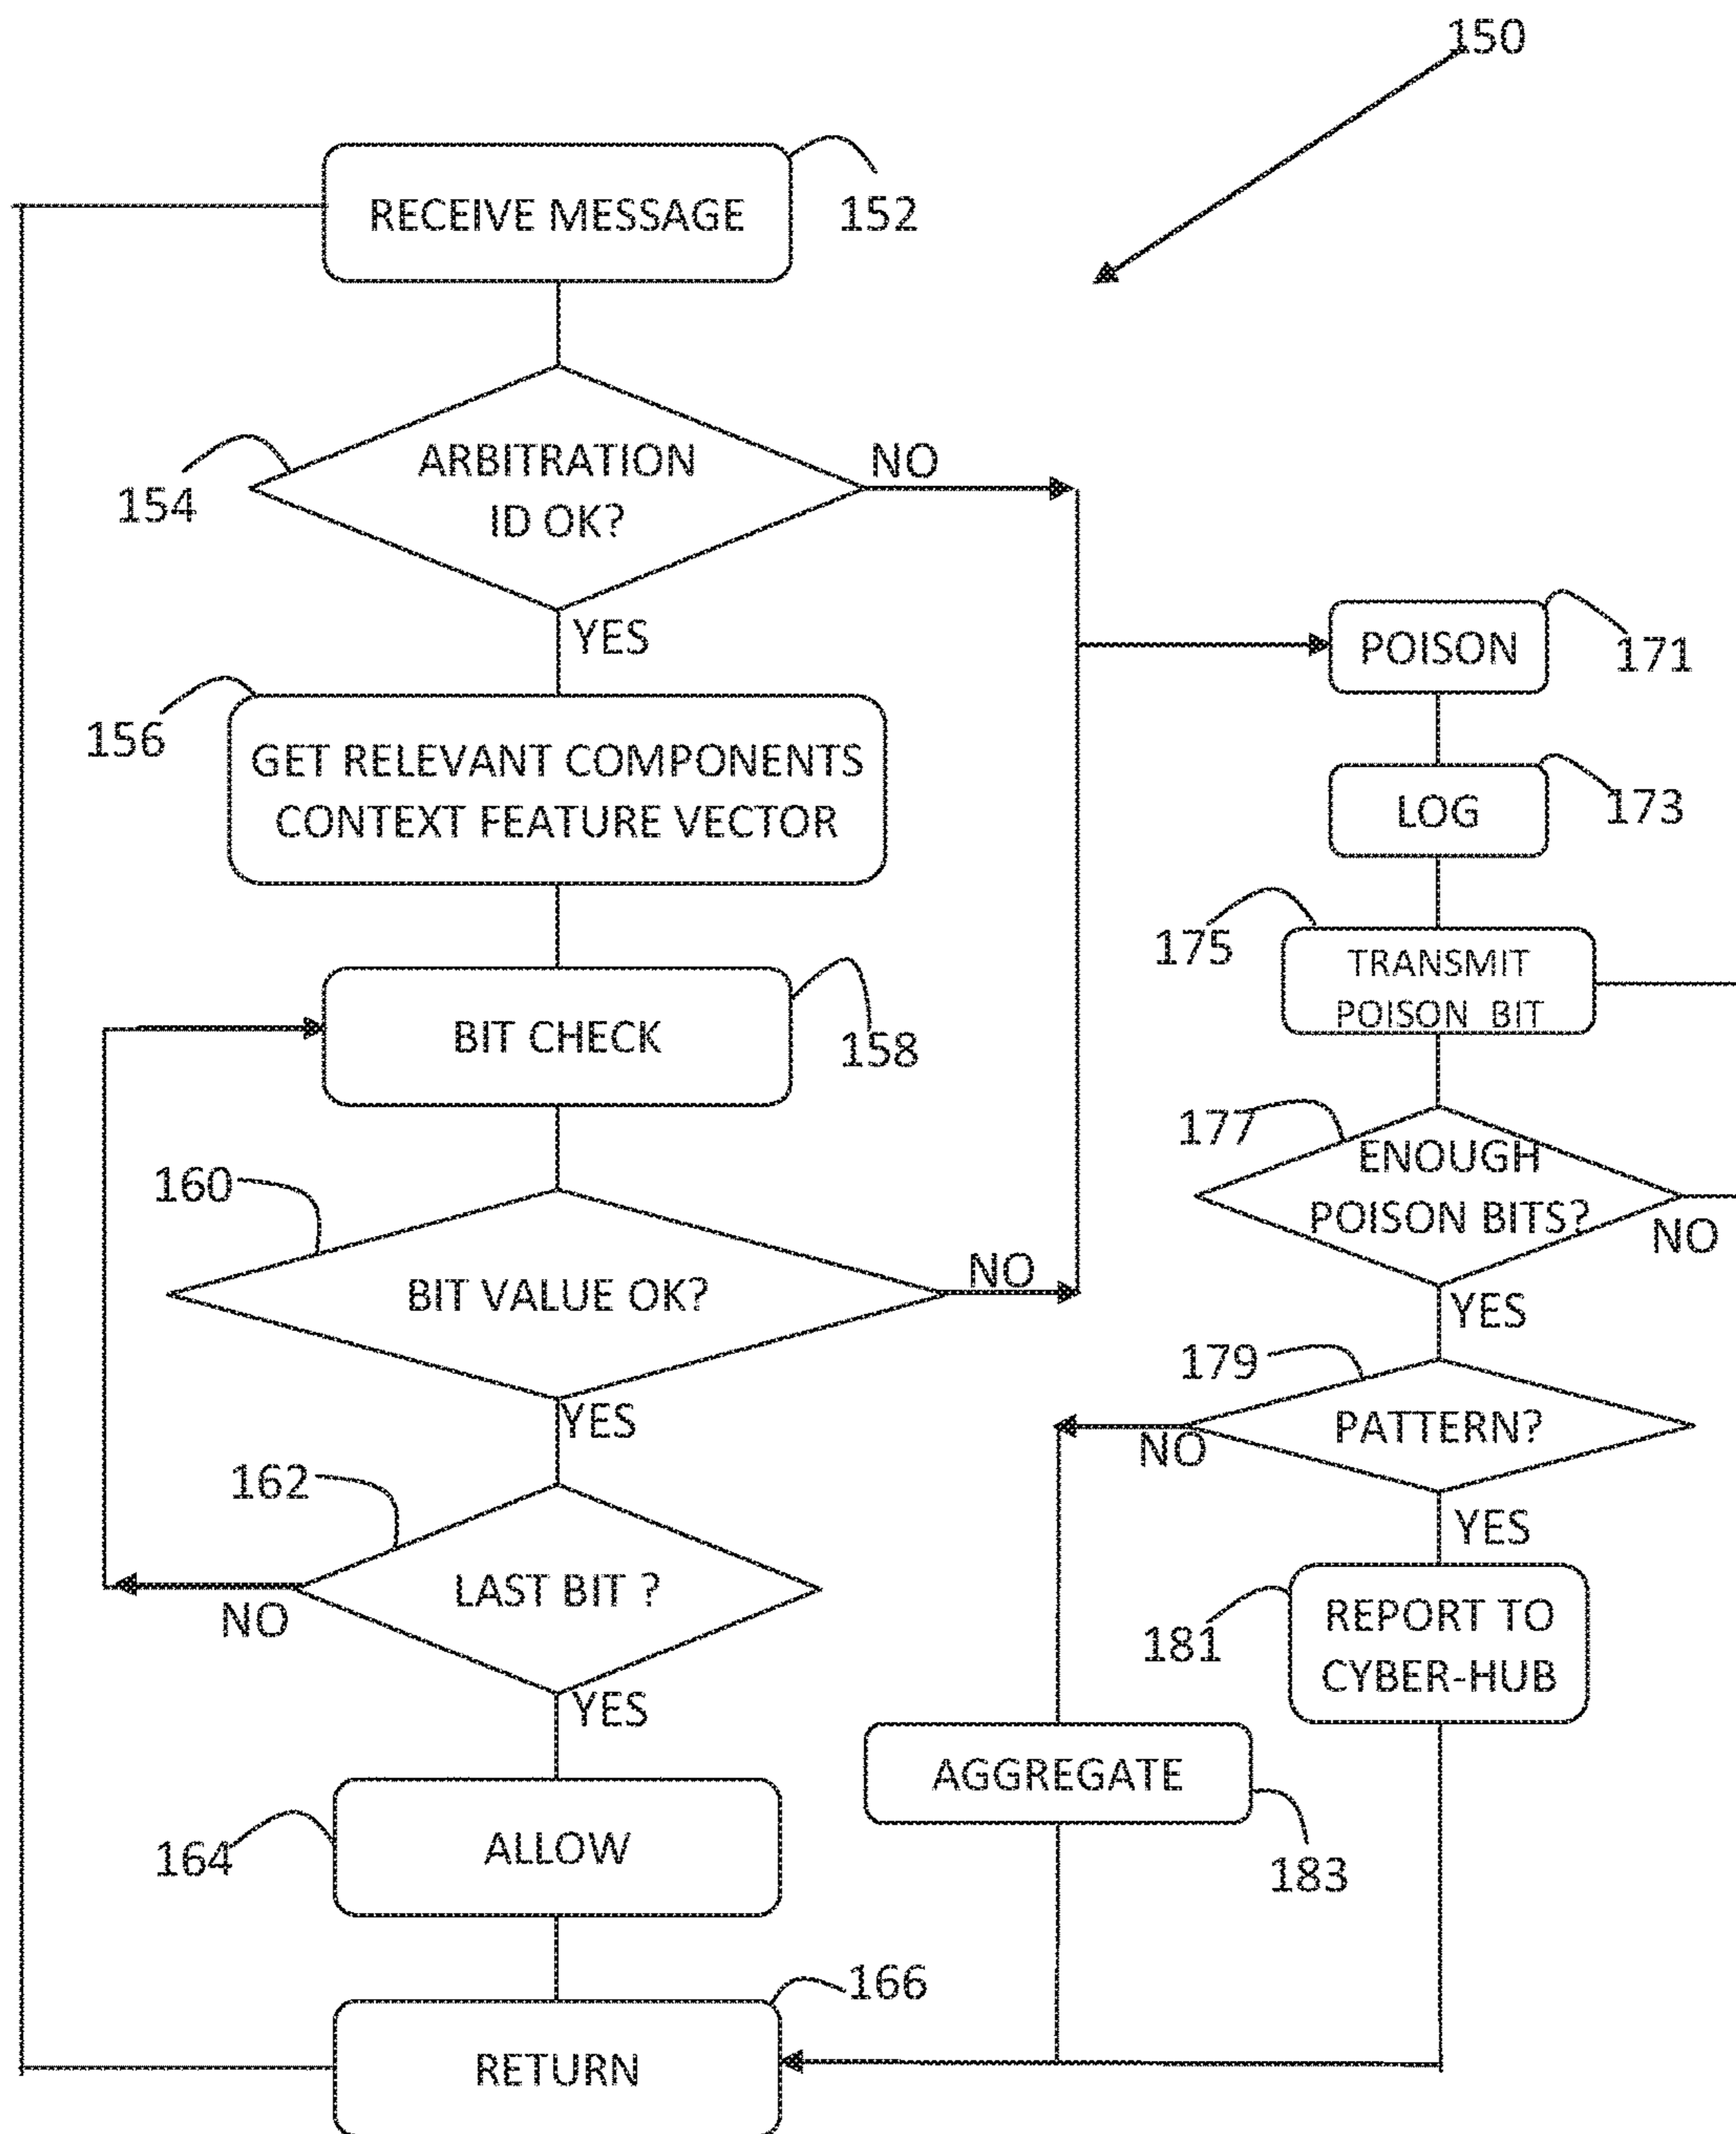 150
RECEIVE MESSAGE
152
ARBITRATION
ID OK?
154
NO
YES
156
GET RELEVANT COMPONENTS
CONTEXT FEATURE VECTOR
BIT CHECK
158
160
BIT VALUE OK?
NO
YES
162
LAST BIT ?
NO
YES
164
ALLOW
166
RETURN
POISON
171
LOG
173
175
TRANSMIT
POISON BIT
177
ENOUGH
POISON BITS?
NO
YES
179
PATTERN?
NO
YES
181
REPORT TO
CYBER-HUB
AGGREGATE
183